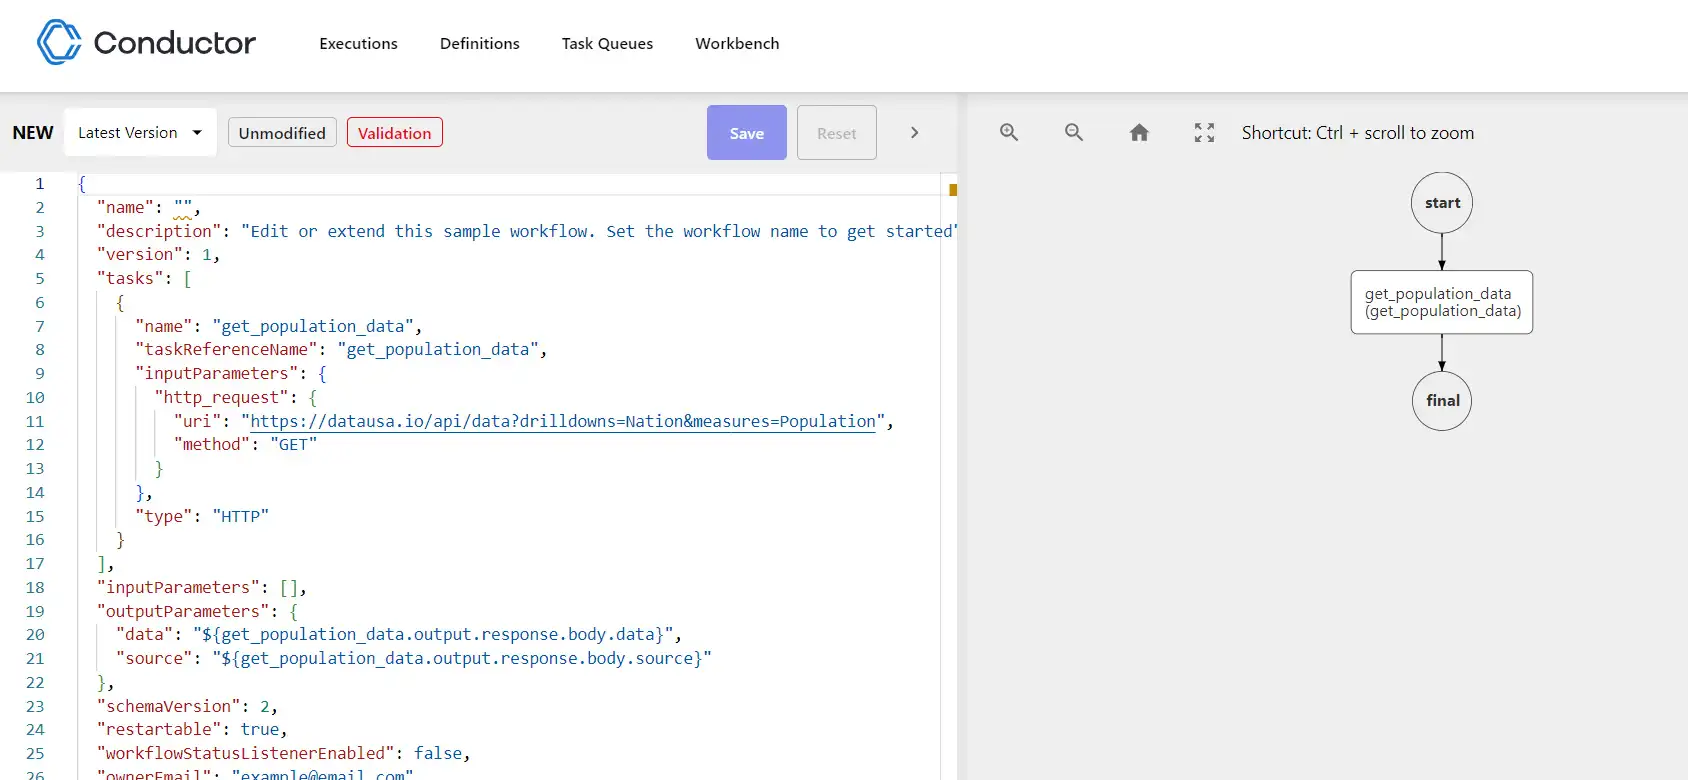 Conductor
Executions Definitions Task Queues Workbench
NEW Latest Version Unmodified Validation Save Reset
Shortcut: Ctrl + scroll to zoom
1 {
2 "name": "",
3 "description": "Edit or extend this sample workflow. Set the workflow name to get started"
4 "version": 1,
5 "tasks": [
6 {
7 "name": "get_population_data",
8 "taskReferenceName": "get_population_data",
9 "inputParameters": {
10 "http_request": {
11 "uri": "https://datausa.io/api/data?drilldowns=Nation&measures=Population",
12 "method": "GET"
13 }
14 },
15 "type": "HTTP"
16 }
17 ],
18 "inputParameters": [],
19 "outputParameters": {
20 "data": "${get_population_data.output.response.body.data}",
21 "source": "${get_population_data.output.response.body.source}"
22 },
23 "schemaVersion": 2,
24 "restartable": true,
25 "workflowStatusListenerEnabled": false,
26 "ownerEmail": "example@email.com"
start
get_population_data
(get_population_data)
final